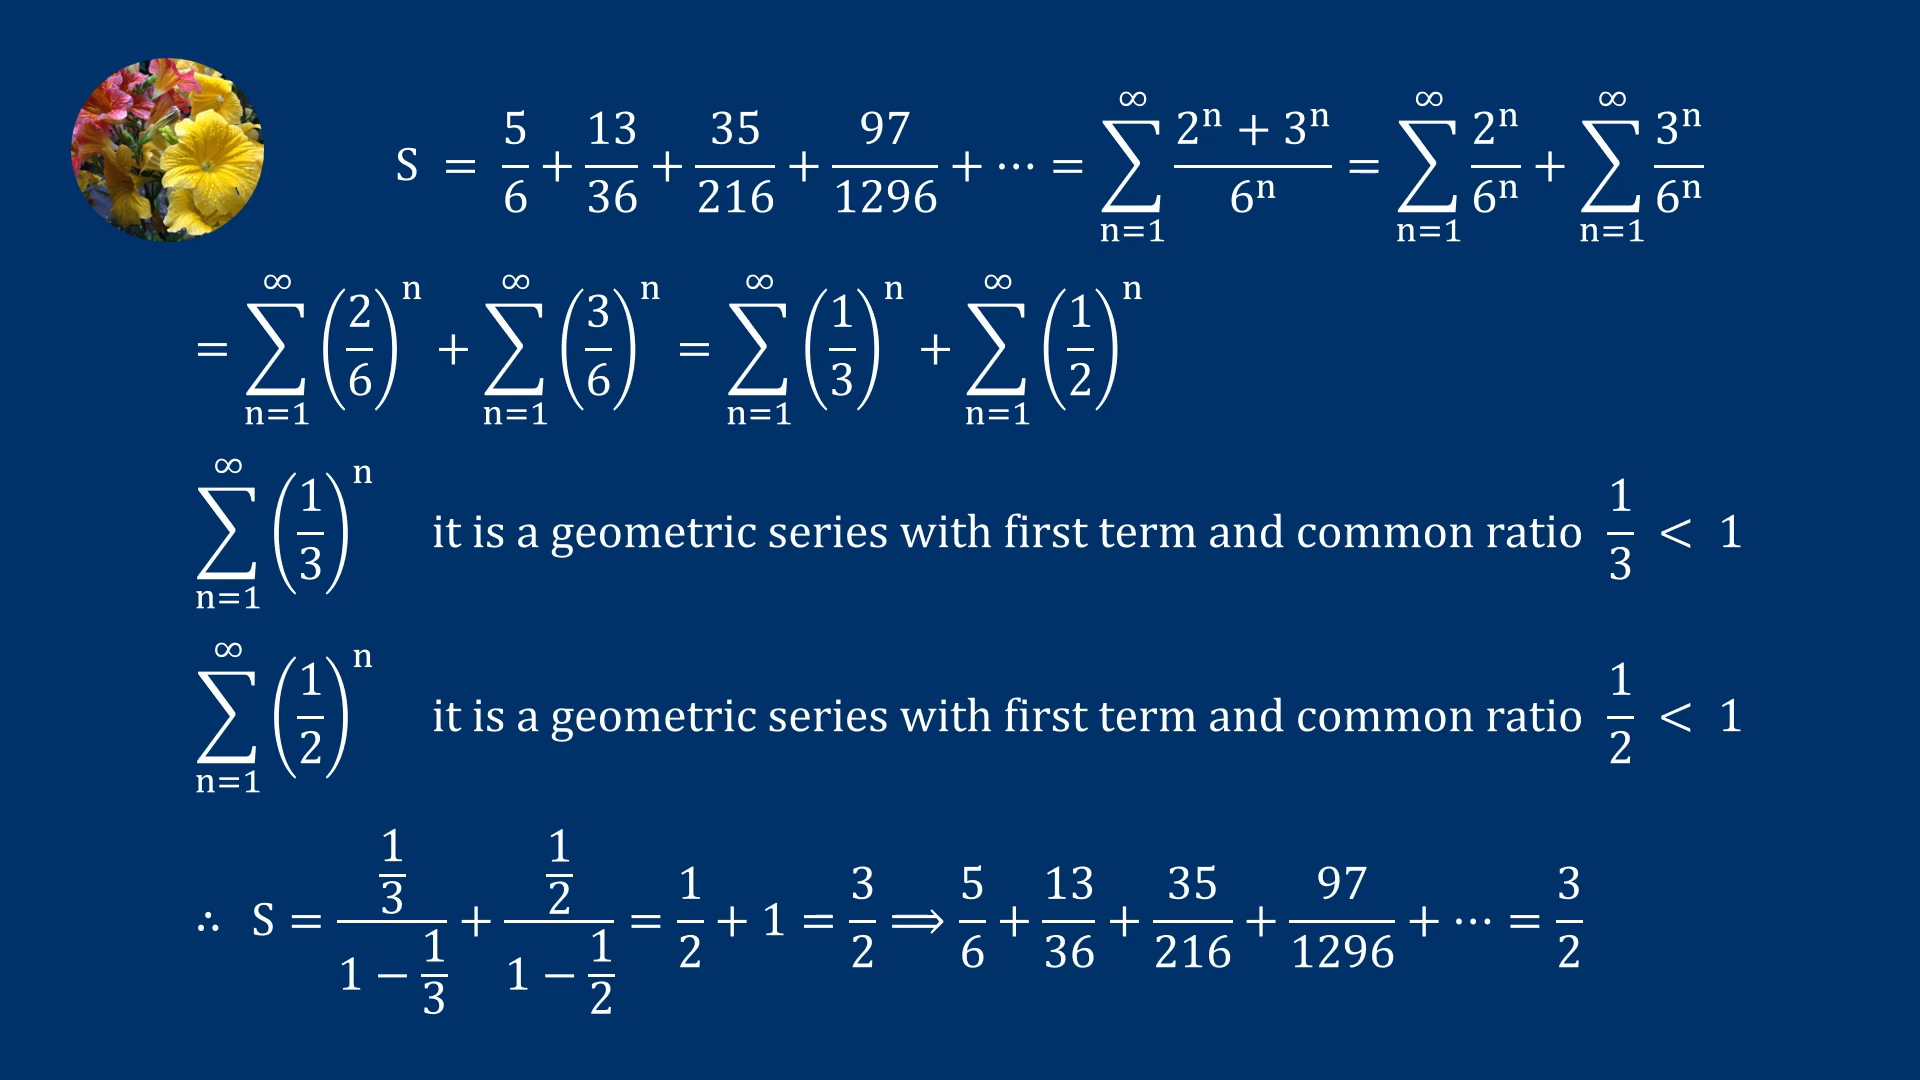 S = 5/6 + 13/36 + 35/216 + 97/1296 + ⋯ = ∑_{n=1}^{∞} (2ⁿ + 3ⁿ)/6ⁿ = ∑_{n=1}^{∞} 2ⁿ/6ⁿ + ∑_{n=1}^{∞} 3ⁿ/6ⁿ
= ∑_{n=1}^{∞} (2/6)ⁿ + ∑_{n=1}^{∞} (3/6)ⁿ = ∑_{n=1}^{∞} (1/3)ⁿ + ∑_{n=1}^{∞} (1/2)ⁿ
∑_{n=1}^{∞} (1/3)ⁿ it is a geometric series with first term and common ratio 1/3 < 1
∑_{n=1}^{∞} (1/2)ⁿ it is a geometric series with first term and common ratio 1/2 < 1
∴ S = (1/3)/(1 − 1/3) + (1/2)/(1 − 1/2) = 1/2 + 1 = 3/2 ⟹ 5/6 + 13/36 + 35/216 + 97/1296 + ⋯ = 3/2